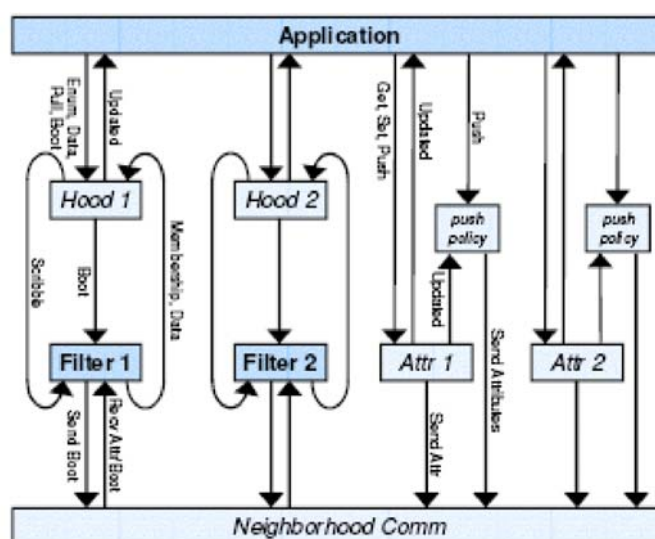 Application
Enum, Data,
Pull, Boot
Updated
Get, Set, Push
Updated
Push
Hood 1
Hood 2
push
policy
push
policy
Scribble
Boot
Membership, Data
Updated
Filter 1
Filter 2
Attr 1
Attr 2
Send Boot
Recv Attr/Boot
Send Attr
Send Attributes
Neighborhood Comm